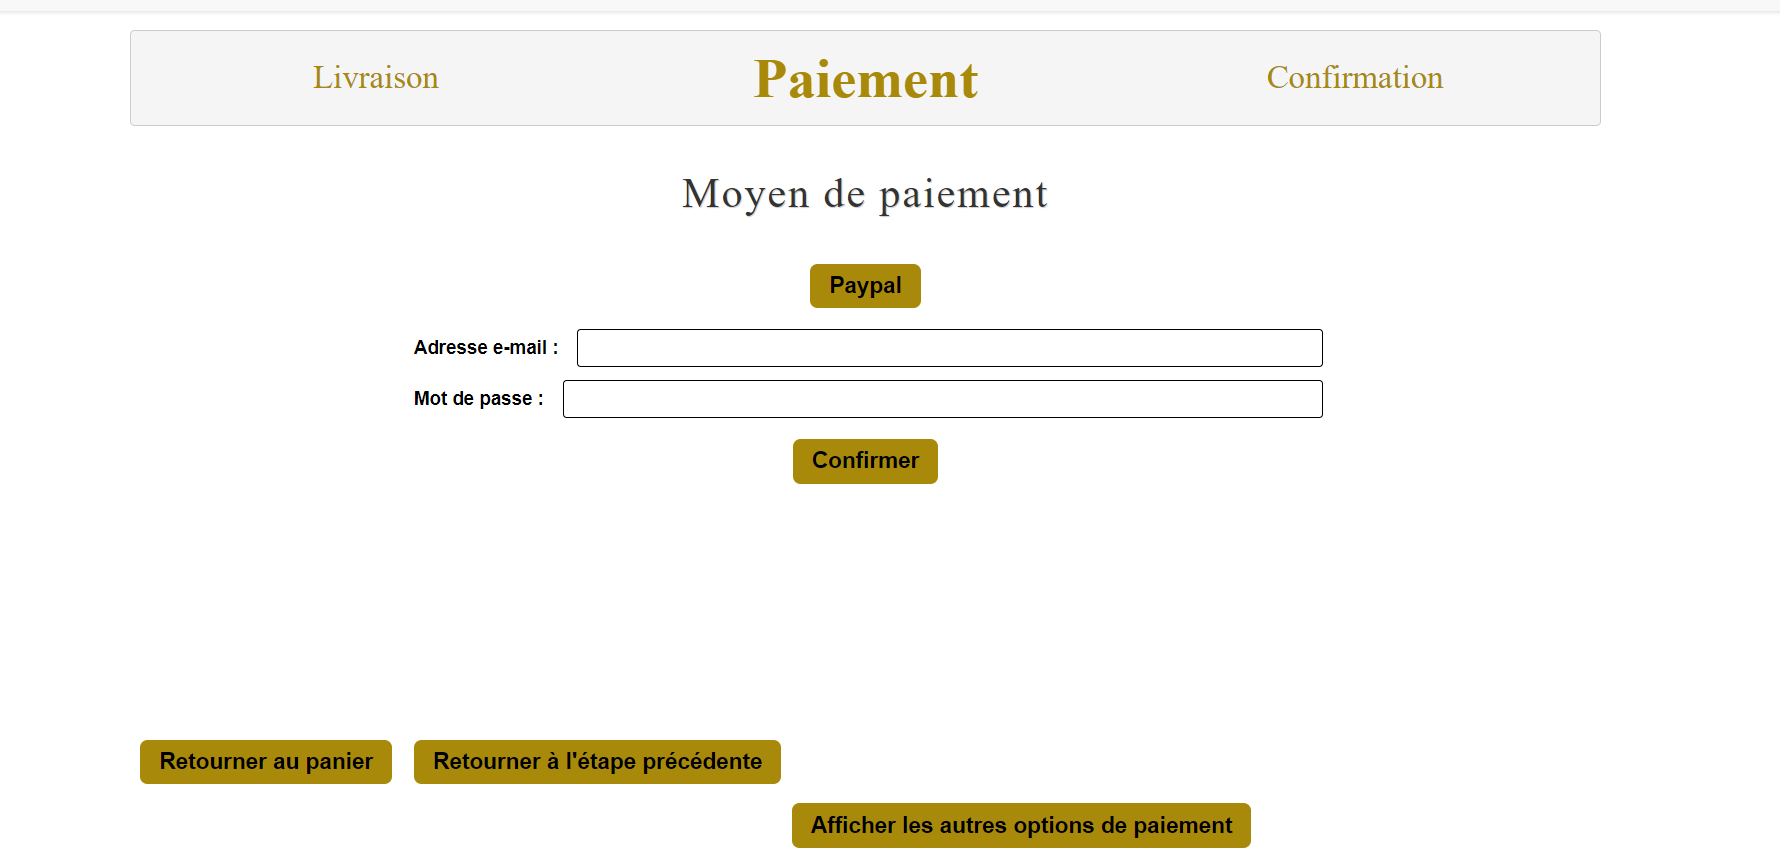 Livraison Paiement Confirmation
Moyen de paiement
Paypal
Adresse e-mail :
Mot de passe :
Confirmer
Retourner au panier Retourner à l'étape précédente
Afficher les autres options de paiement